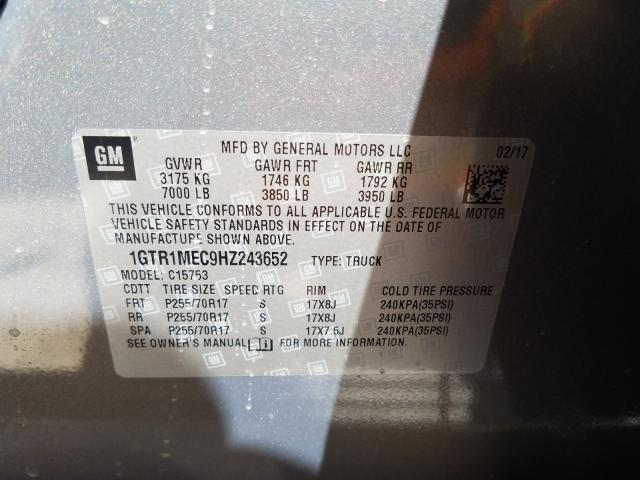 GM
MFD BY GENERAL MOTORS LLC 02/17
GVWR GAWR FRT GAWR RR
3175 KG 1746 KG 1792 KG
7000 LB 3850 LB 3950 LB
THIS VEHICLE CONFORMS TO ALL APPLICABLE U.S. FEDERAL MOTOR
VEHICLE SAFETY STANDARDS IN EFFECT ON THE DATE OF
MANUFACTURE SHOWN ABOVE.
1GTR1MEC9HZ243652 TYPE: TRUCK
MODEL: C15753
CDTT TIRE SIZE SPEED RTG RIM COLD TIRE PRESSURE
FRT P255/70R17 S 17X8J 240KPA(35PSI)
RR P255/70R17 S 17X8J 240KPA(35PSI)
SPA P255/70R17 S 17X7.5J 240KPA(35PSI)
SEE OWNER'S MANUAL FOR MORE INFORMATION.